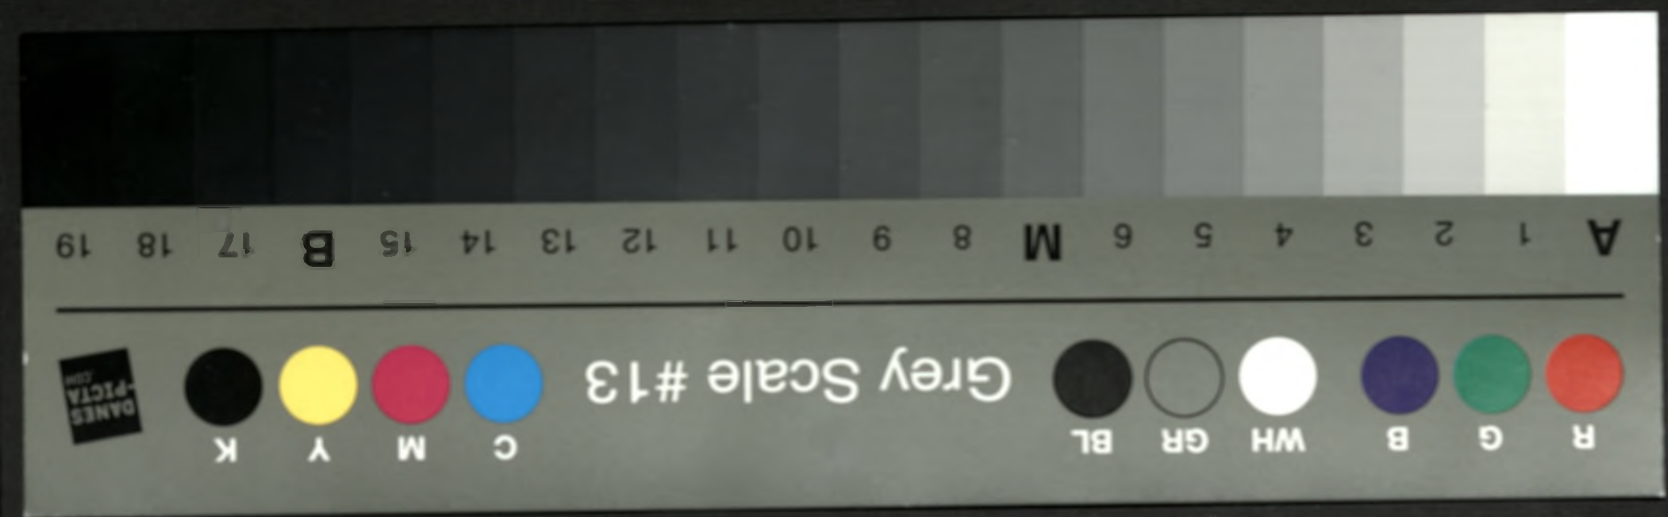 R G B WH GR BL C M Y K
Grey Scale #13
DANES
-PICTA
.COM
A 1 2 3 4 5 6 M 8 9 10 11 12 13 14 15 B 17 18 19